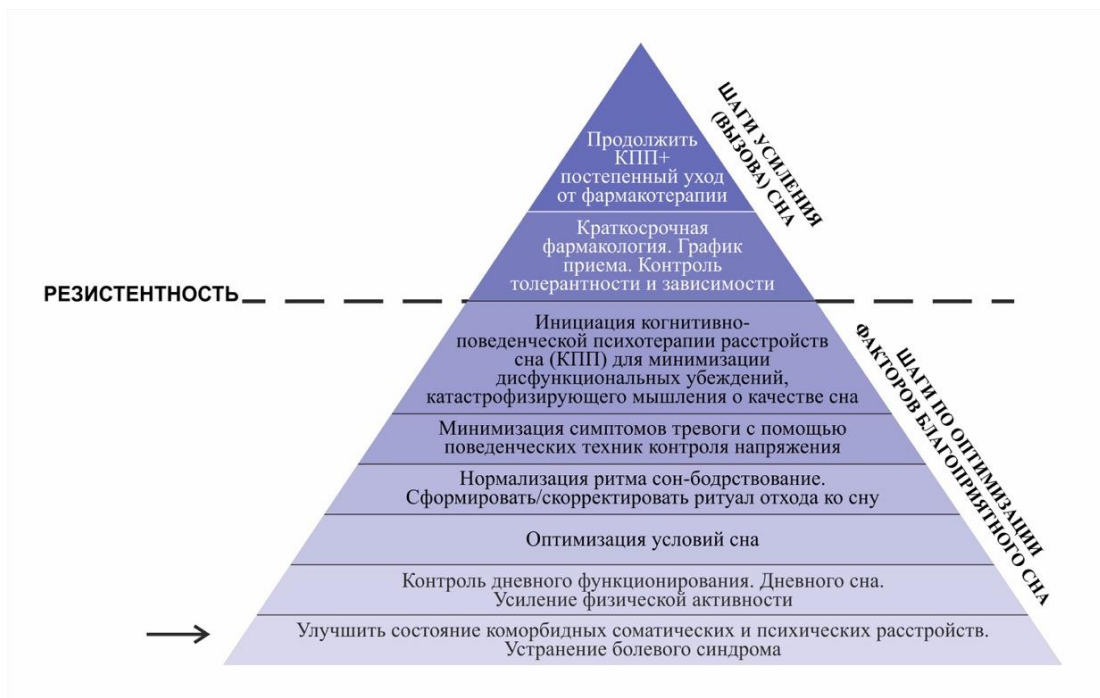 Продолжить
КПП+
постепенный уход
от фармакотерапии
Краткосрочная
фармакология. График
приема. Контроль
толерантности и зависимости
ШАГИ УСИЛЕНИЯ
(ВЫЗОВА) СНА
РЕЗИСТЕНТНОСТЬ
Инициация когнитивно-
поведенческой психотерапии расстройств
сна (КПП) для минимизации
дисфункциональных убеждений,
катастрофизирующего мышления о качестве сна
Минимизация симптомов тревоги с помощью
поведенческих техник контроля напряжения
Нормализация ритма сон-бодрствование.
Сформировать/скорректировать ритуал отхода ко сну
Оптимизация условий сна
Контроль дневного функционирования. Дневного сна.
Усиление физической активности
Улучшить состояние коморбидных соматических и психических расстройств.
Устранение болевого синдрома
ШАГИ ПО ОПТИМИЗАЦИИ
ФАКТОРОВ БЛАГОПРИЯТНОГО СНА